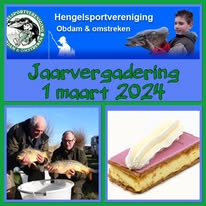 Hengelsportvereniging
Obdam & omstreken
Jaarvergadering
1 maart 2024